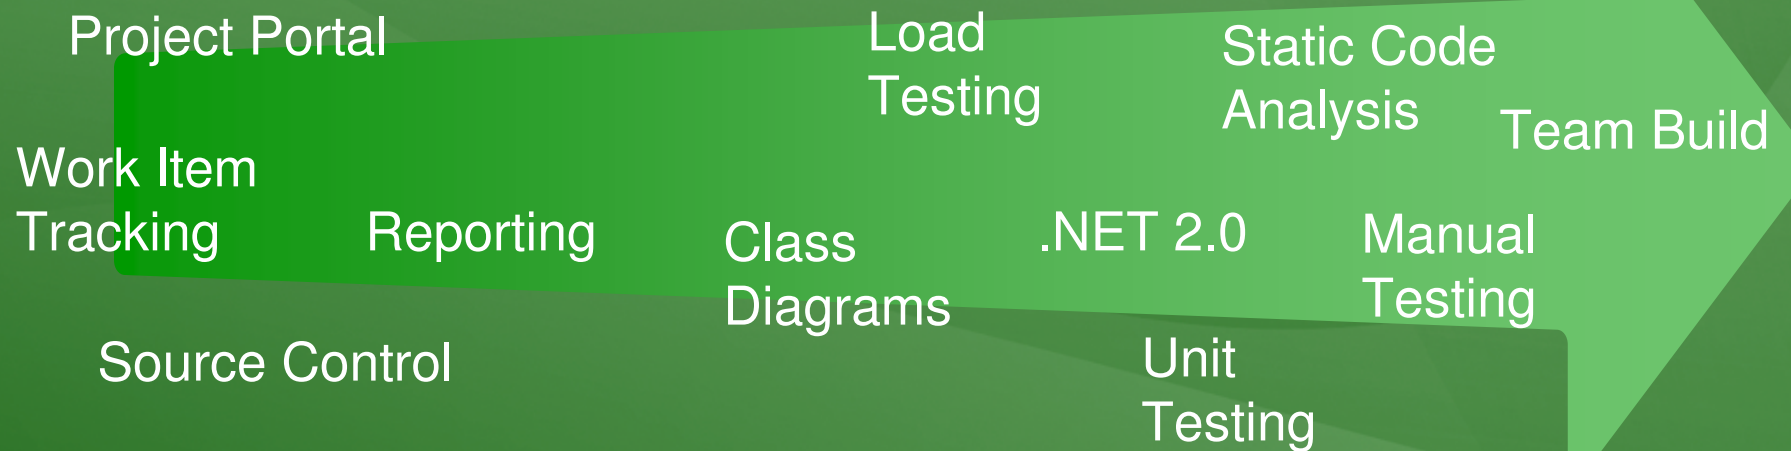 Project Portal
Load
Testing
Static Code
Analysis
Team Build
Work Item
Tracking
Reporting
Class
Diagrams
.NET 2.0
Manual
Testing
Source Control
Unit
Testing